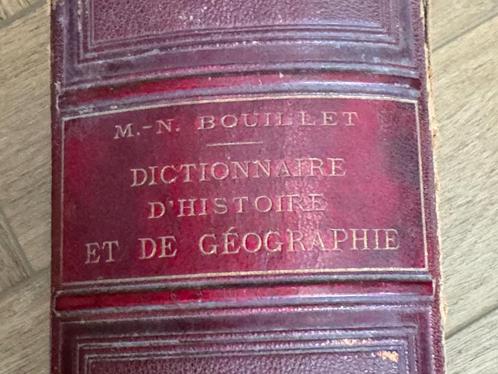 M.-N. BOUILLET
DICTIONNAIRE
D'HISTOIRE
ET DE GÉOGRAPHIE